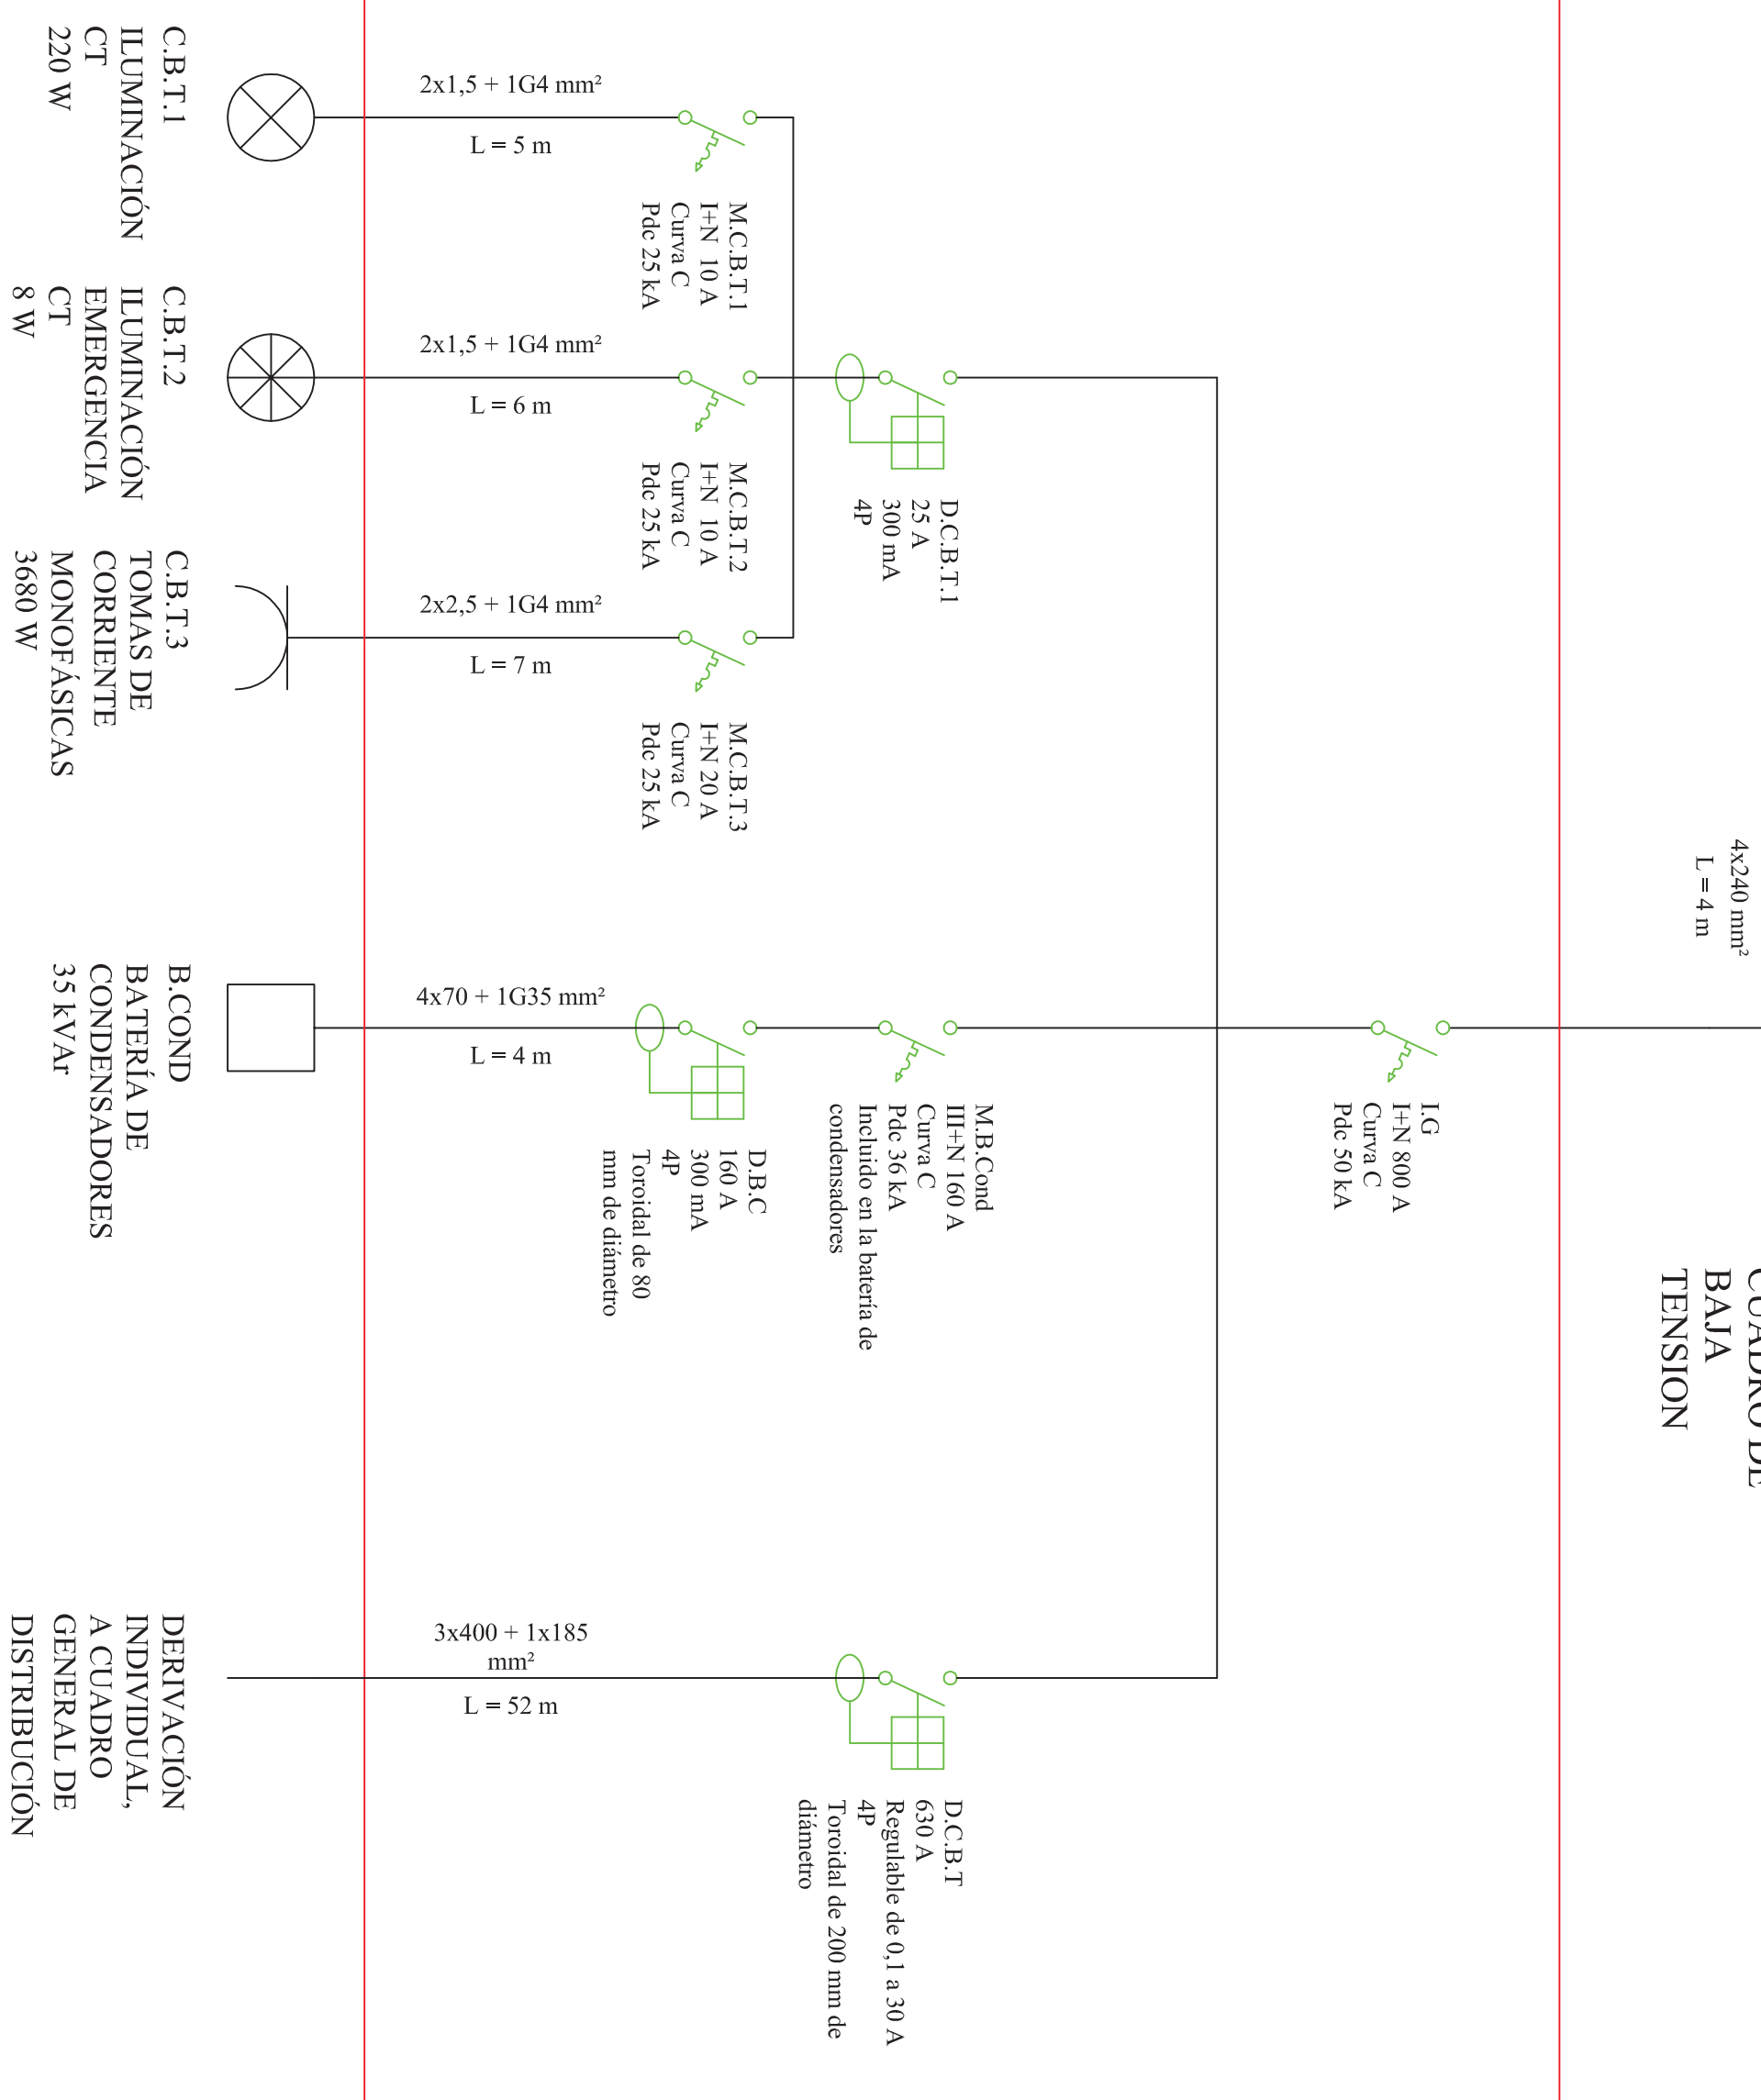 4x240 mm²
L = 4 m
CUADRO DE
BAJA
TENSION
I.G
I+N 800 A
Curva C
Pdc 50 kA
D.C.B.T.1
25 A
300 mA
4P
M.B.Cond
III+N 160 A
Curva C
Pdc 36 kA
Incluido en la batería de
condensadores
D.C.B.T
630 A
Regulable de 0,1 a 30 A
4P
Toroidal de 200 mm de
diámetro
M.C.B.T.1
I+N 10 A
Curva C
Pdc 25 kA
M.C.B.T.2
I+N 10 A
Curva C
Pdc 25 kA
M.C.B.T.3
I+N 20 A
Curva C
Pdc 25 kA
D.B.C
160 A
300 mA
4P
Toroidal de 80
mm de diámetro
2x1,5 + 1G4 mm²
L = 5 m
2x1,5 + 1G4 mm²
L = 6 m
2x2,5 + 1G4 mm²
L = 7 m
4x70 + 1G35 mm²
L = 4 m
3x400 + 1x185
mm²
L = 52 m
C.B.T.1
ILUMINACIÓN
CT
220 W
C.B.T.2
ILUMINACIÓN
EMERGENCIA
CT
8 W
C.B.T.3
TOMAS DE
CORRIENTE
MONOFÁSICAS
3680 W
B.COND
BATERÍA DE
CONDENSADORES
35 kVAr
DERIVACIÓN
INDIVIDUAL,
A CUADRO
GENERAL DE
DISTRIBUCIÓN